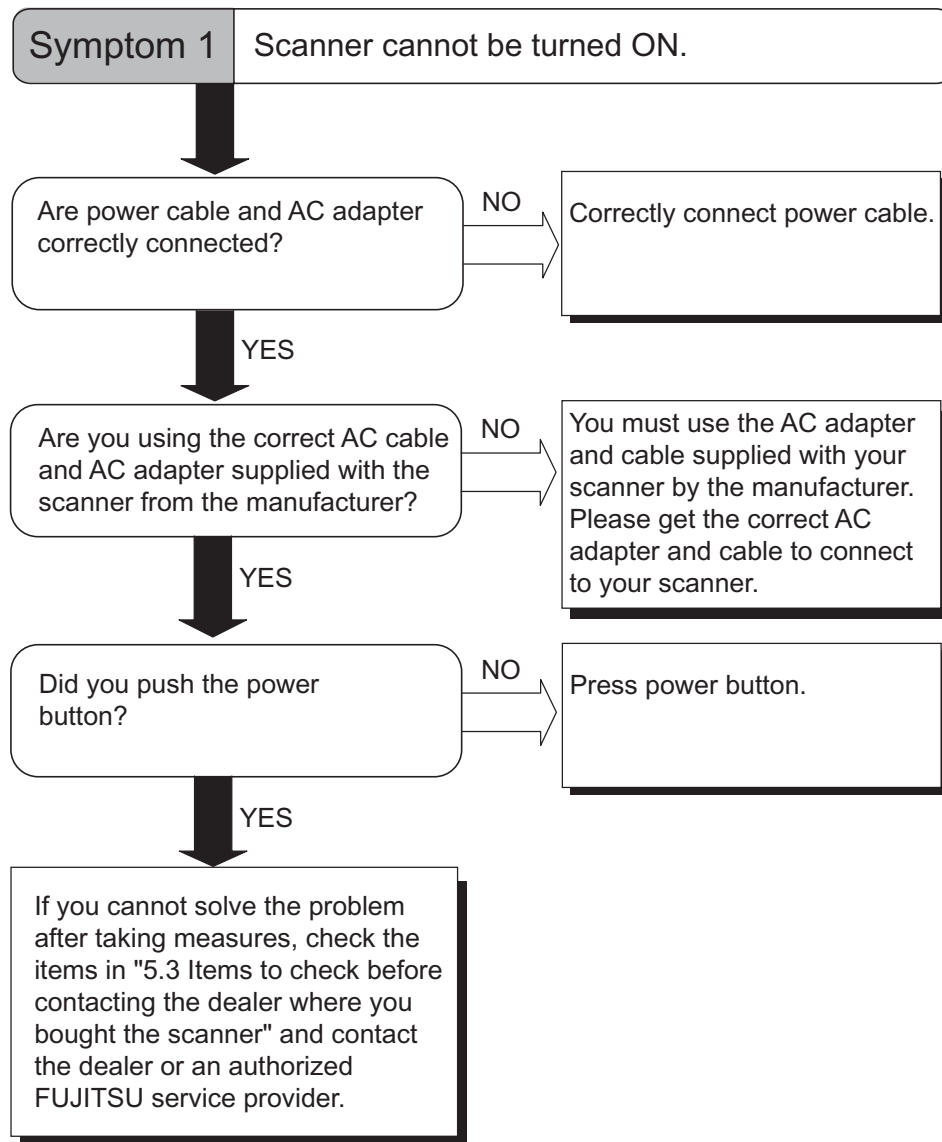 Symptom 1
Scanner cannot be turned ON.
Are power cable and AC adapter
correctly connected?
NO
Correctly connect power cable.
YES
Are you using the correct AC cable
and AC adapter supplied with the
scanner from the manufacturer?
NO
You must use the AC adapter
and cable supplied with your
scanner by the manufacturer.
Please get the correct AC
adapter and cable to connect
to your scanner.
YES
Did you push the power
button?
NO
Press power button.
YES
If you cannot solve the problem
after taking measures, check the
items in "5.3 Items to check before
contacting the dealer where you
bought the scanner" and contact
the dealer or an authorized
FUJITSU service provider.